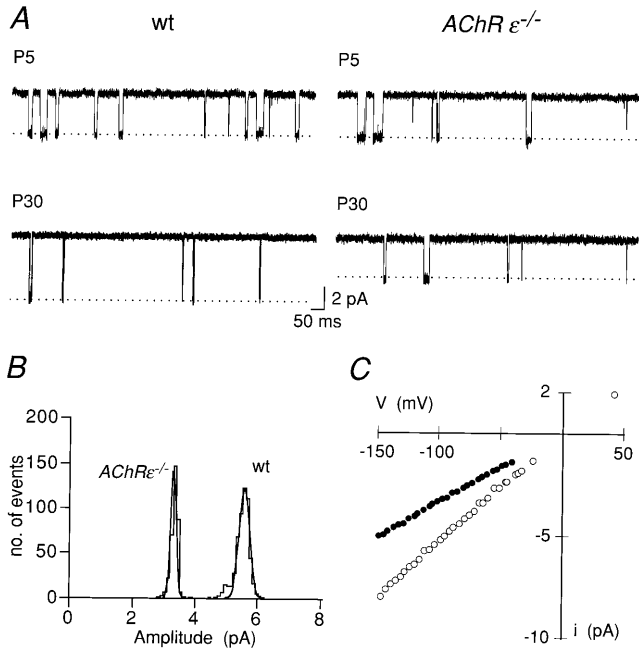 A
wt
AChR ε-/-
P5
P5
P30
P30
2 pA
50 ms
B
200
150
100
50
0
no. of events
AChRε-/-
wt
0
2
4
6
8
Amplitude (pA)
C
2
V (mV)
-150
-100
50
-5
-10
i (pA)